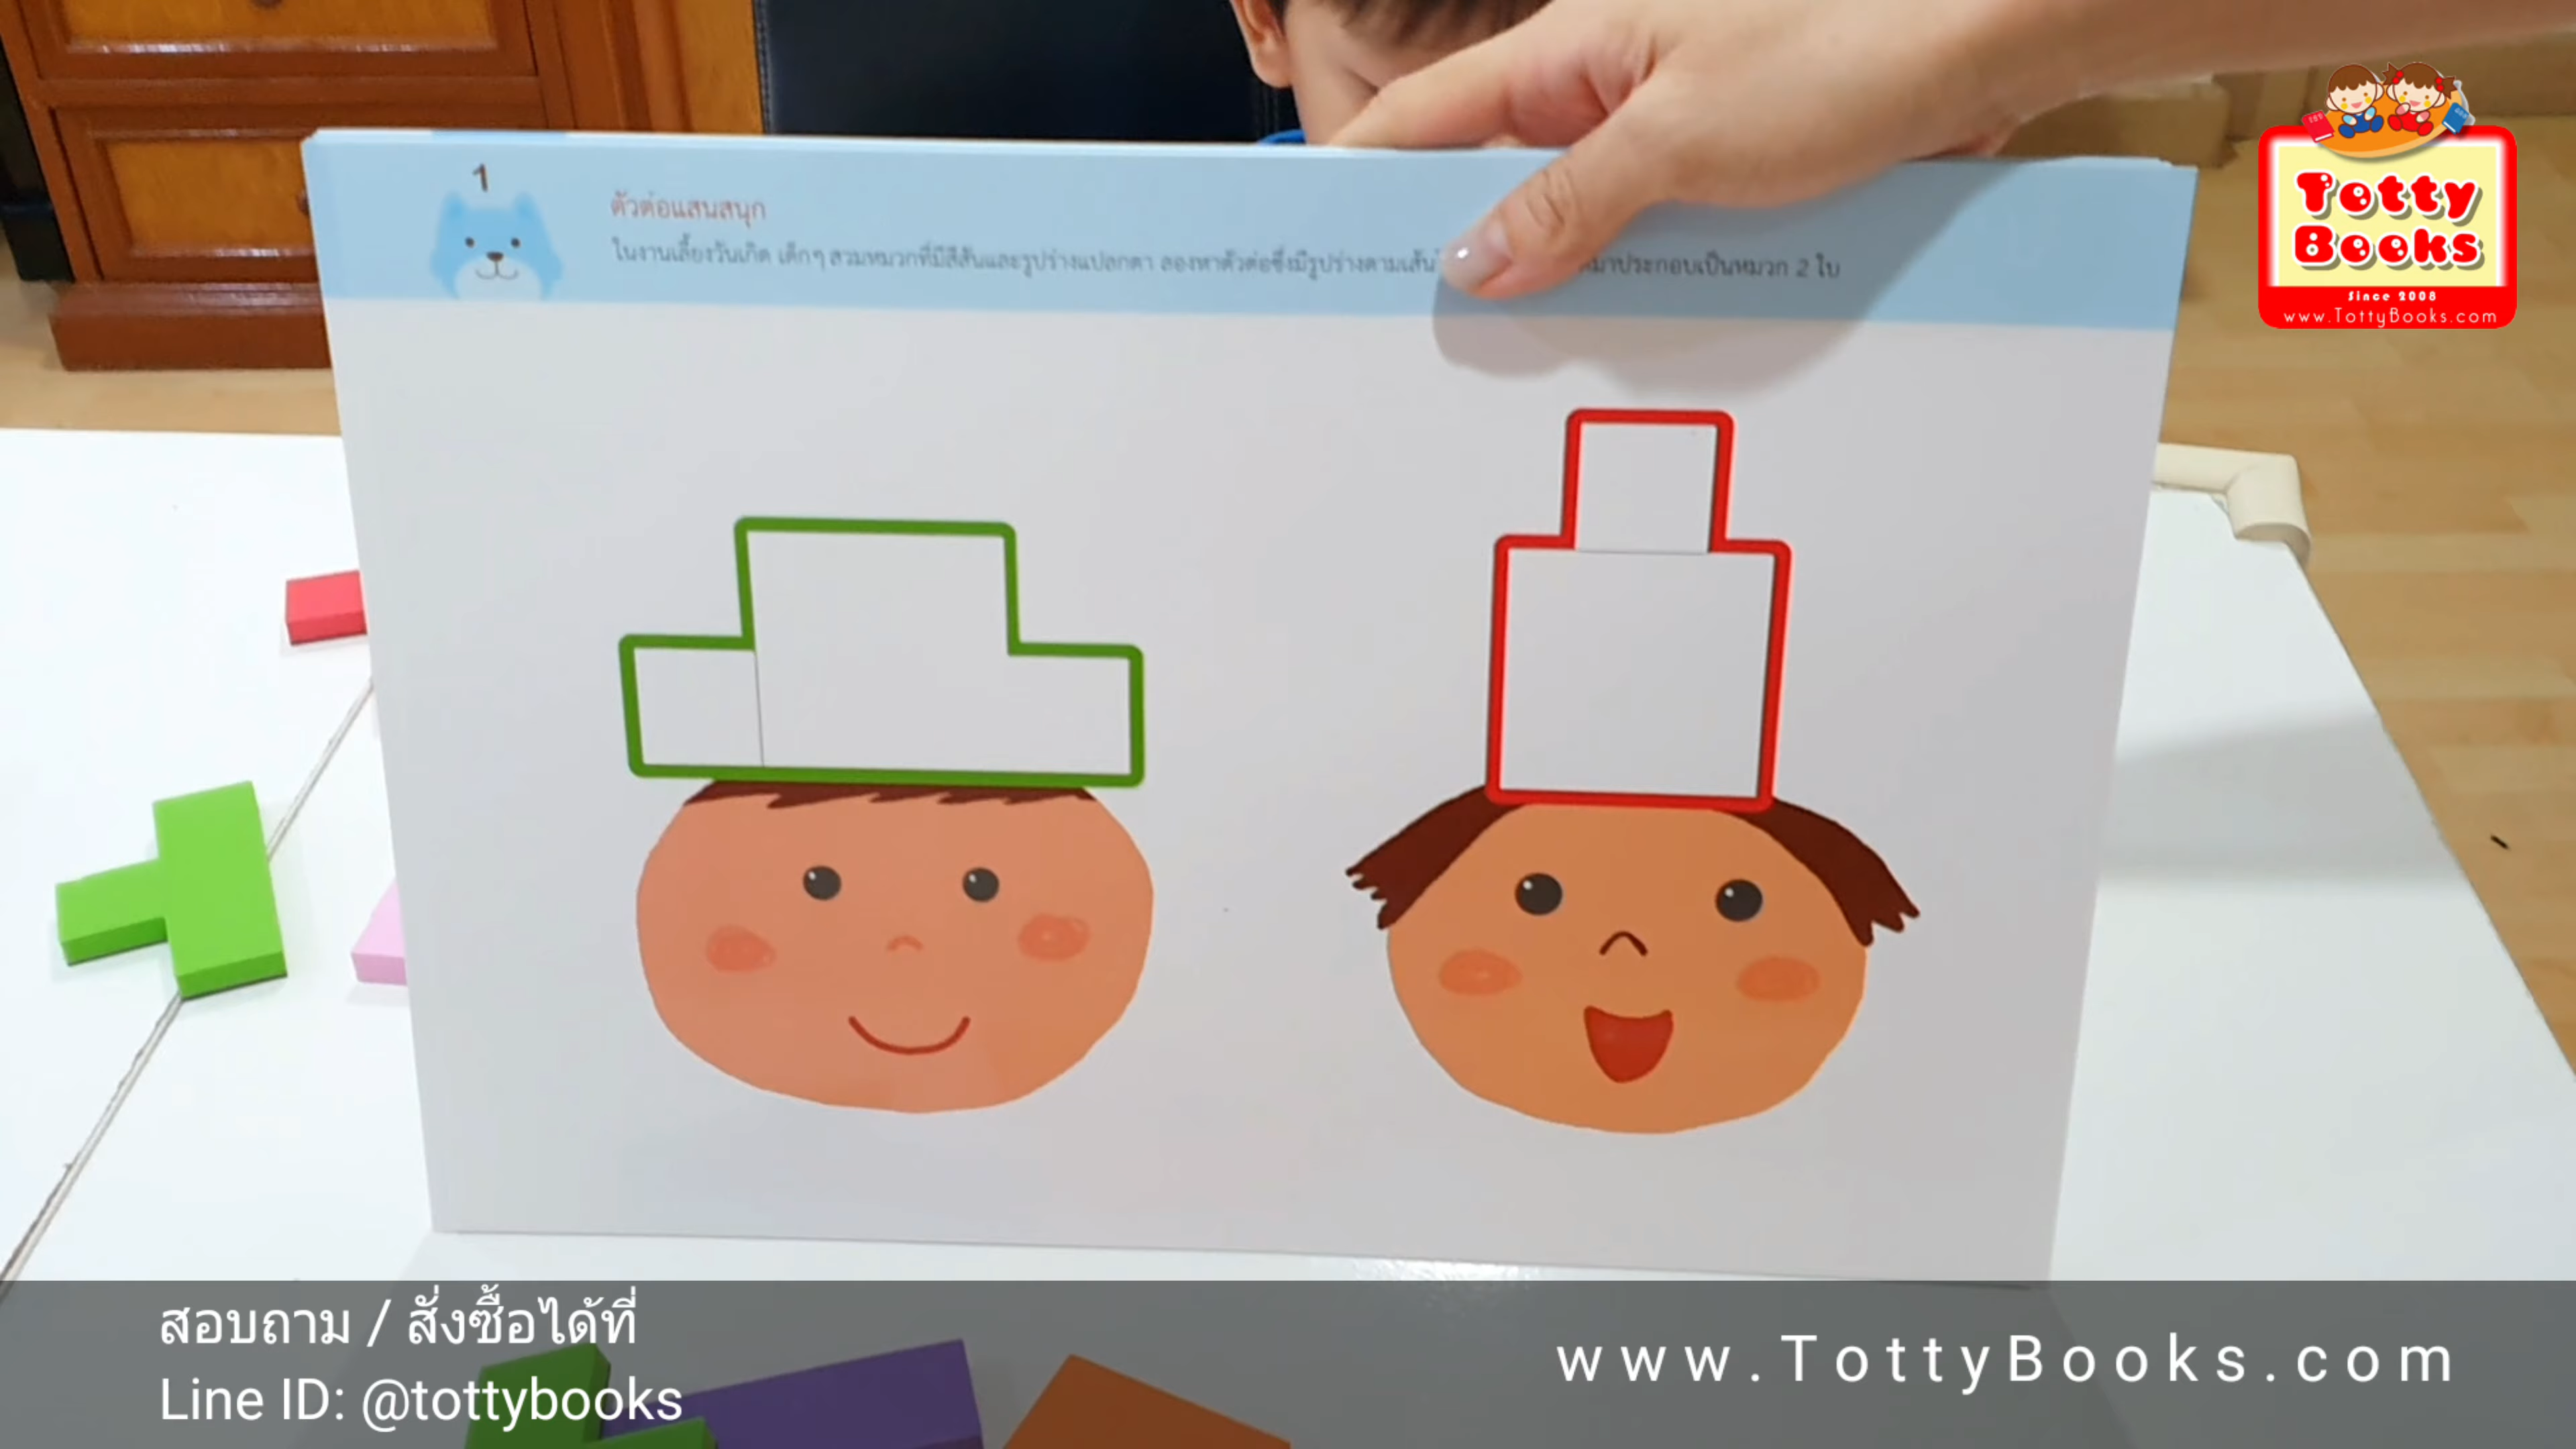 1
ตัวต่อแสนสนุก
ในงานเลี้ยงวันเกิด เด็กๆ สวมหมวกที่มีสีสันและรูปร่างแปลกตา ลองหาตัวต่อซึ่งมีรูปร่างตามเส้น มาประกอบเป็นหมวก 2 ใบ
Totty
Books
Since 2008
www.TottyBooks.com
สอบถาม / สั่งซื้อได้ที่
Line ID: @tottybooks
www.TottyBooks.com